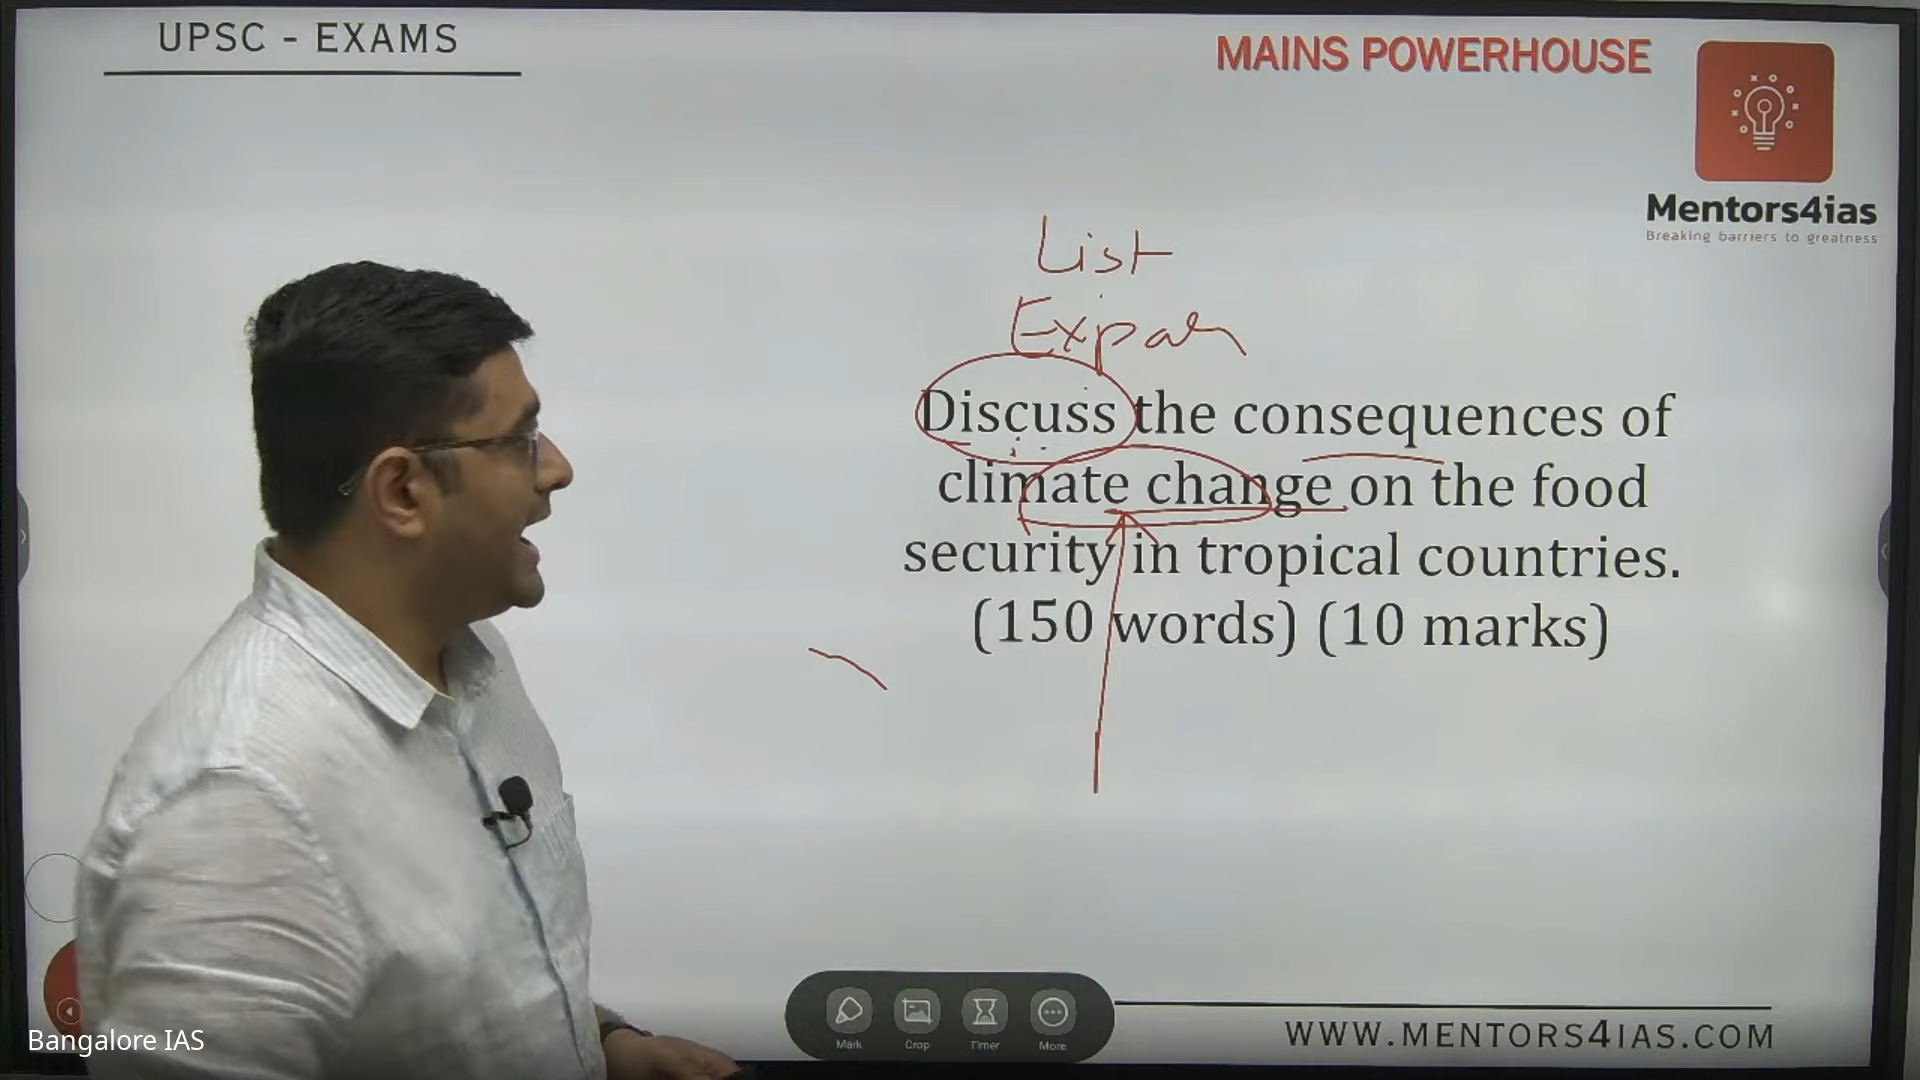 UPSC - EXAMS
MAINS POWERHOUSE
Mentors4ias
Breaking barriers to greatness
List
Discuss the consequences of
climate change on the food
security in tropical countries.
(150 words) (10 marks)
Mark
Crop
Timer
More
Bangalore IAS
WWW.MENTORS4IAS.COM